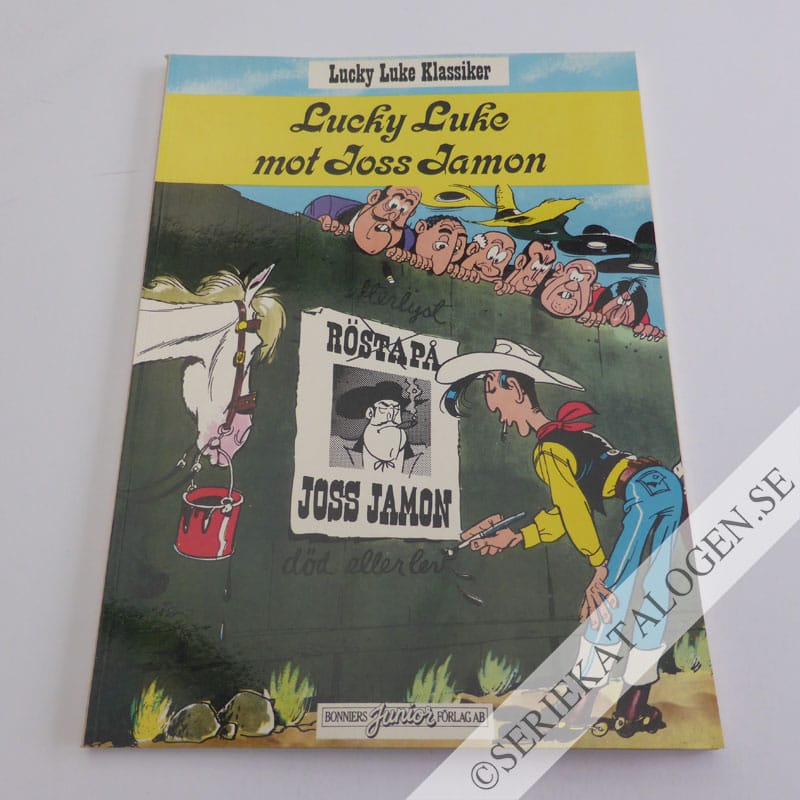 Lucky Luke Klassiker
Lucky Luke
mot Joss Jamon
efterlyst
RÖSTA PÅ
JOSS JAMON
död eller lev
BONNIERS Junior FÖRLAG AB
©SERIEKATALOGEN.SE